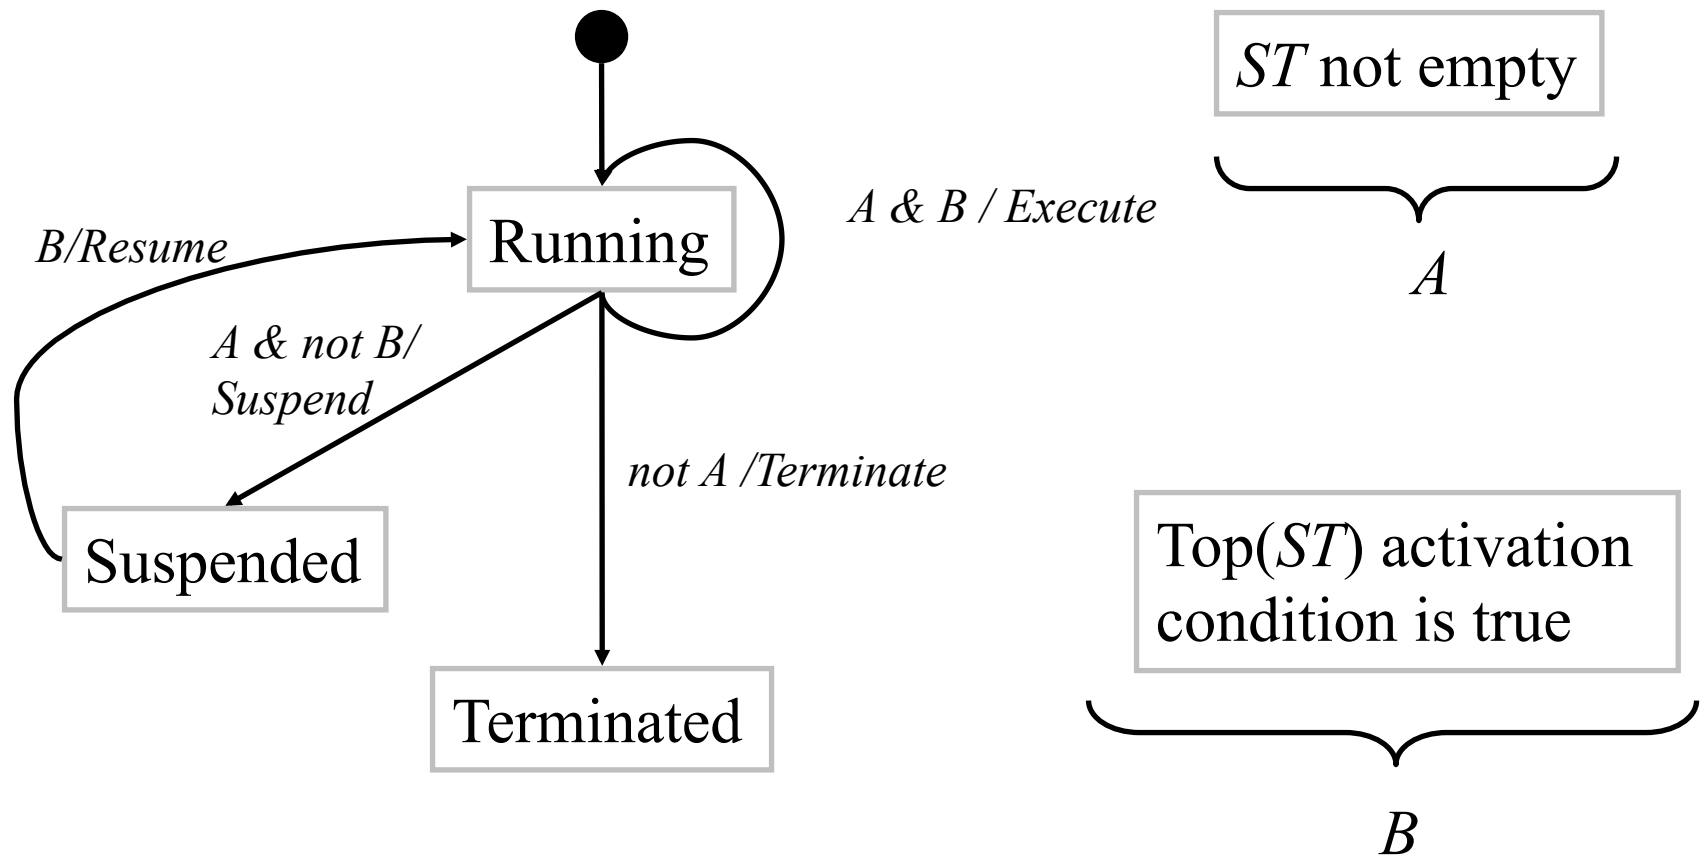 ST not empty
A & B / Execute
Running
B/Resume
A
A & not B/
Suspend
not A /Terminate
Suspended
Top(ST) activation
condition is true
Terminated
B